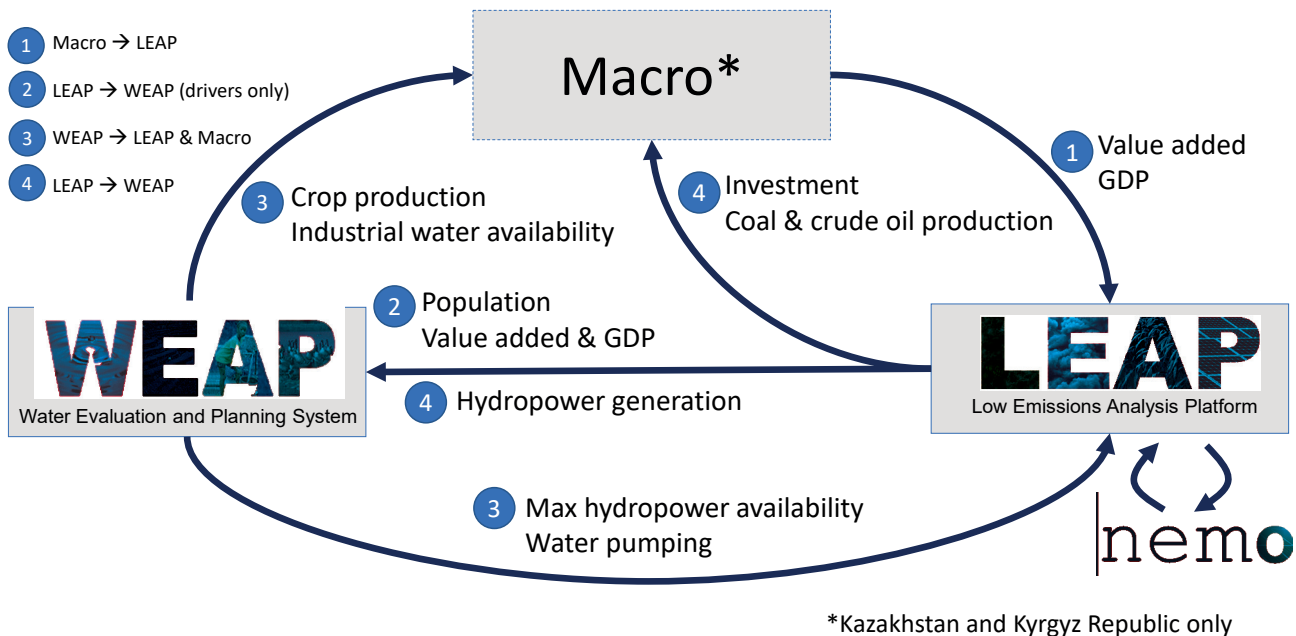 1 Macro → LEAP
2 LEAP → WEAP (drivers only)
3 WEAP → LEAP & Macro
4 LEAP → WEAP
Macro*
1 Value added
GDP
4 Investment
Coal & crude oil production
3 Crop production
Industrial water availability
2 Population
Value added & GDP
WEAP
Water Evaluation and Planning System
LEAP
Low Emissions Analysis Platform
4 Hydropower generation
3 Max hydropower availability
Water pumping
nemo
*Kazakhstan and Kyrgyz Republic only